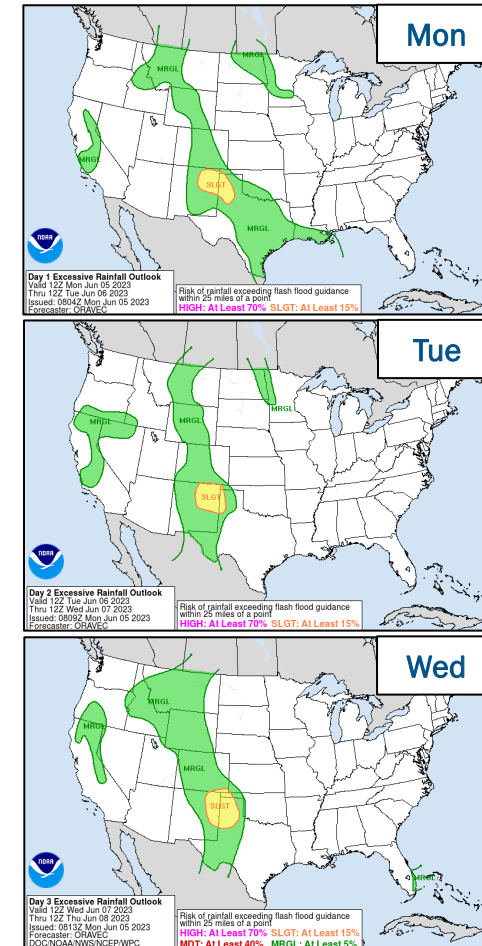 Mon
MRGL
MRGL
MRGL
SLGT
MRGL
NOAA
Day 1 Excessive Rainfall Outlook
Valid 12Z Mon Jun 05 2023
Thru 12Z Tue Jun 06 2023
Issued: 0804Z Mon Jun 05 2023
Forecaster: ORAVEC
Risk of rainfall exceeding flash flood guidance
within 25 miles of a point
HIGH: At Least 70% SLGT: At Least 15%
Tue
MRGL
MRGL
MRGL
SLGT
NOAA
Day 2 Excessive Rainfall Outlook
Valid 12Z Tue Jun 06 2023
Thru 12Z Wed Jun 07 2023
Issued: 0809Z Mon Jun 05 2023
Forecaster: ORAVEC
Risk of rainfall exceeding flash flood guidance
within 25 miles of a point
HIGH: At Least 70% SLGT: At Least 15%
Wed
MRGL
MRGL
MRGL
SLGT
MRGL
NOAA
Day 3 Excessive Rainfall Outlook
Valid 12Z Wed Jun 07 2023
Thru 12Z Thu Jun 08 2023
Issued: 0813Z Mon Jun 05 2023
Forecaster: ORAVEC
DOC/NOAA/NWS/NCEP/WPC
Risk of rainfall exceeding flash flood guidance
within 25 miles of a point
HIGH: At Least 70% SLGT: At Least 15%
MDT: At Least 40% MRGL: At Least 5%